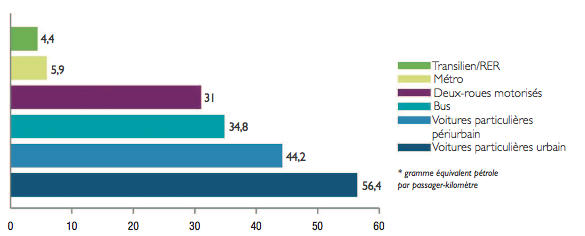 4,4
5,9
31
34,8
44,2
56,4
0 10 20 30 40 50 60
Transilien/RER
Métro
Deux-roues motorisés
Bus
Voitures particulières
périurbain
Voitures particulières urbain
* gramme équivalent pétrole
par passager-kilomètre